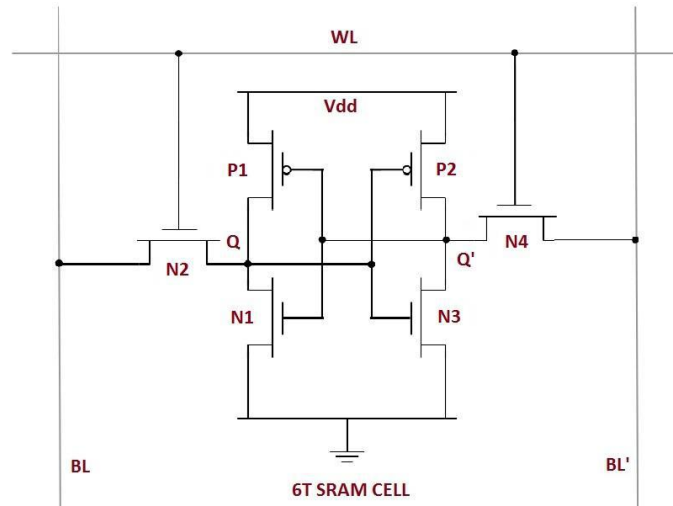 WL
Vdd
P1
P2
Q
N2
Q'
N4
N1
N3
BL
BL'
6T SRAM CELL